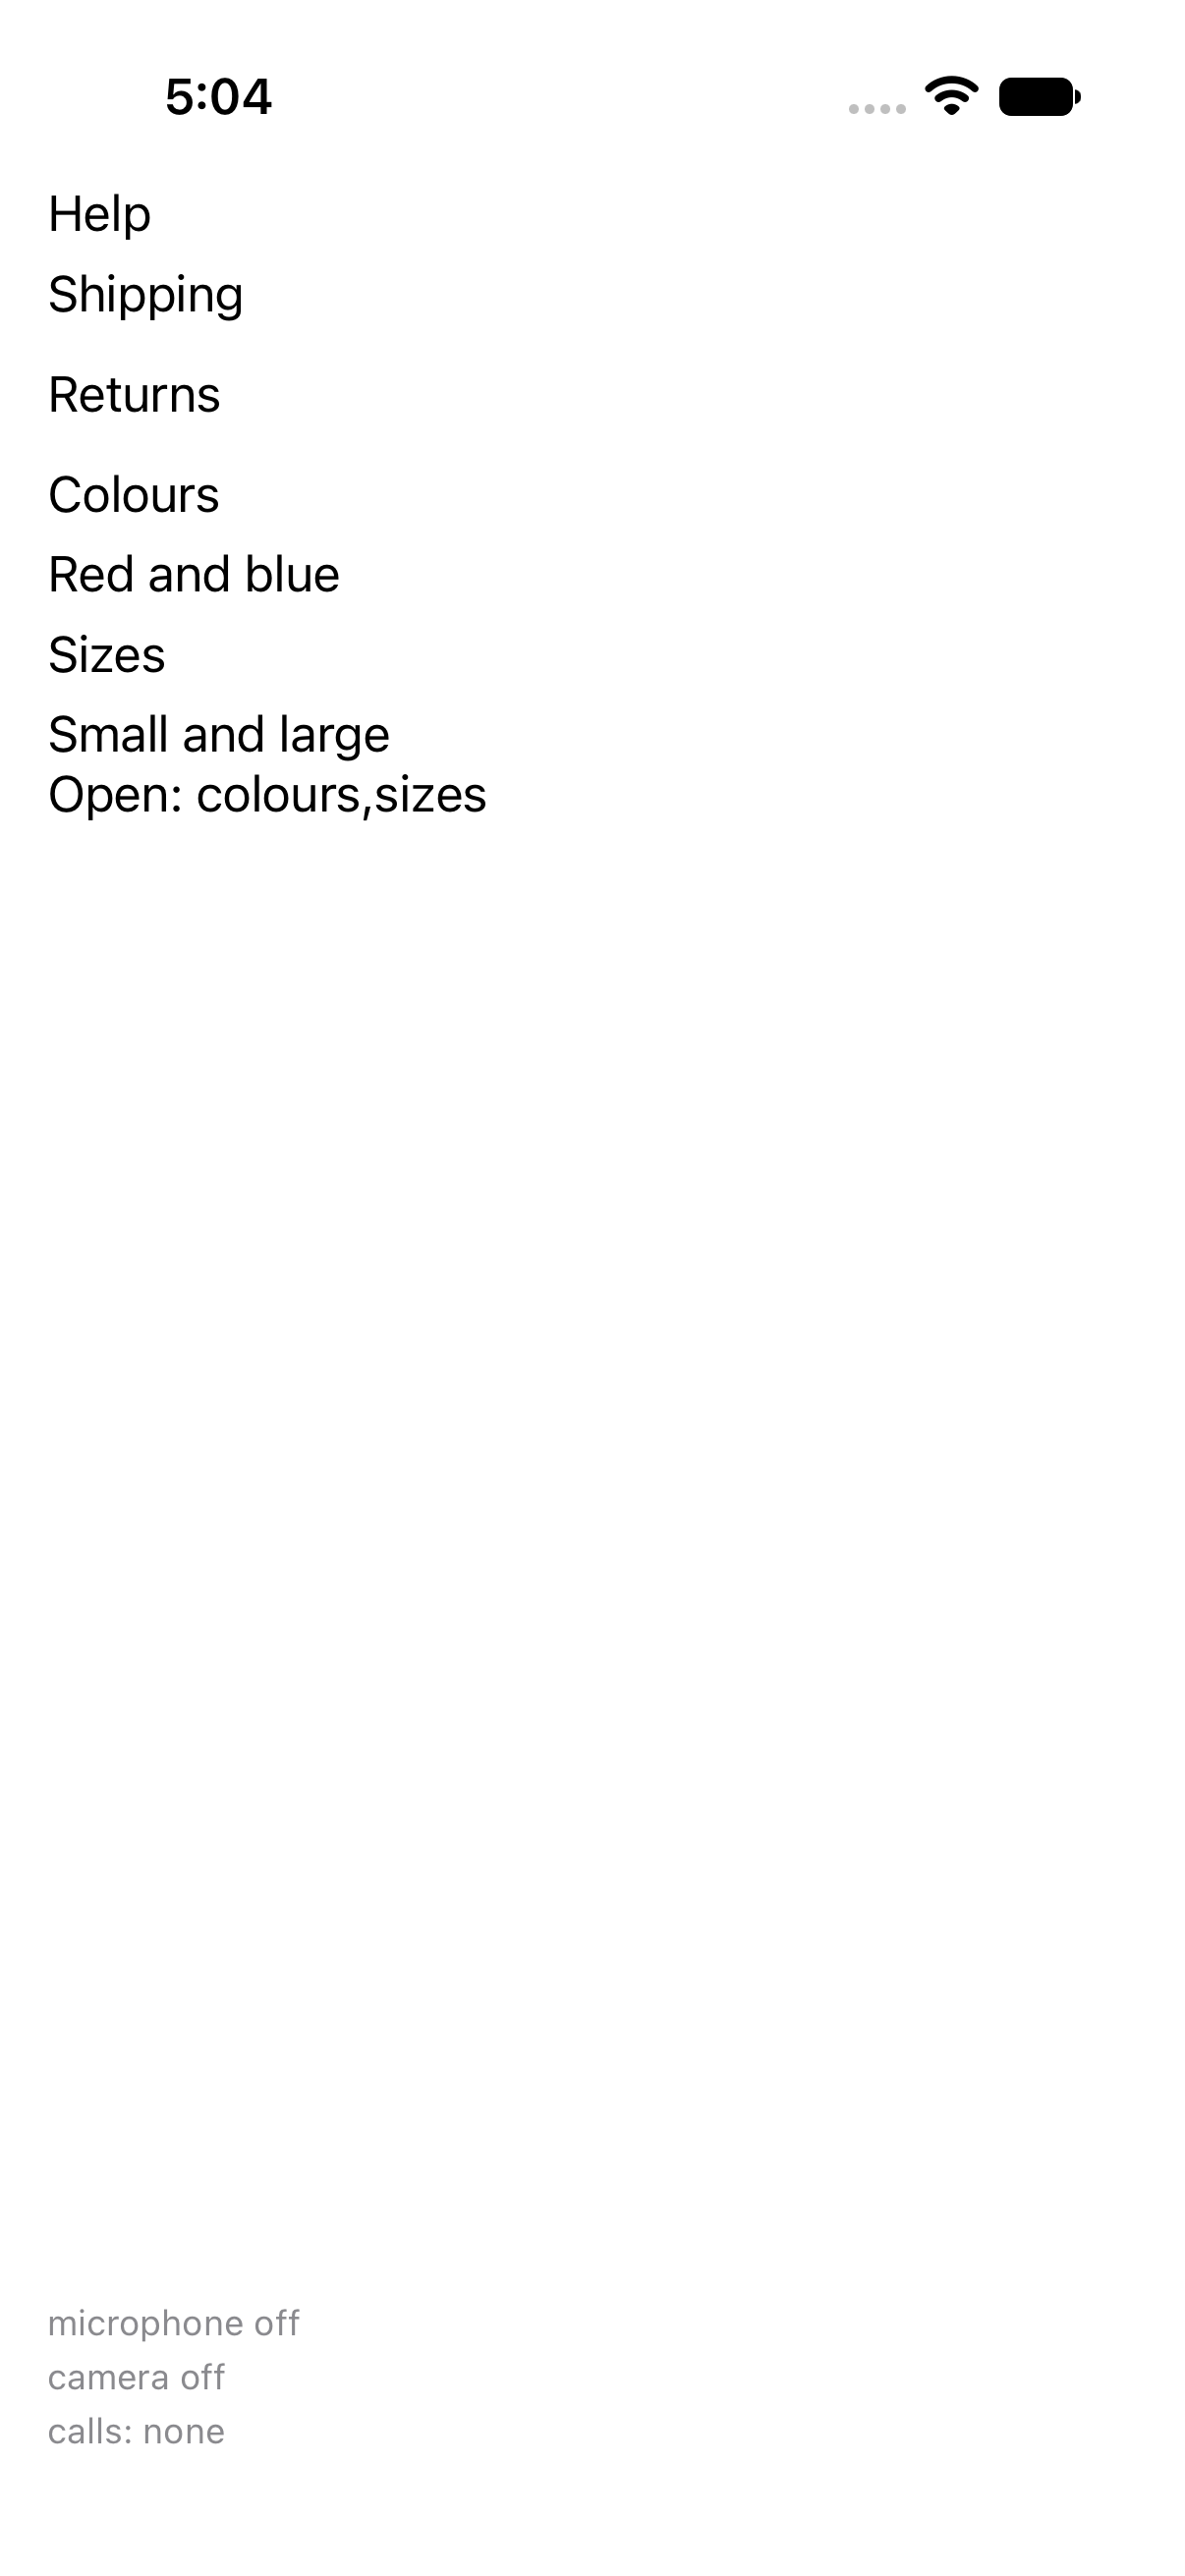 5:04
Help
Shipping
Returns
Colours
Red and blue
Sizes
Small and large
Open: colours,sizes
microphone off
camera off
calls: none